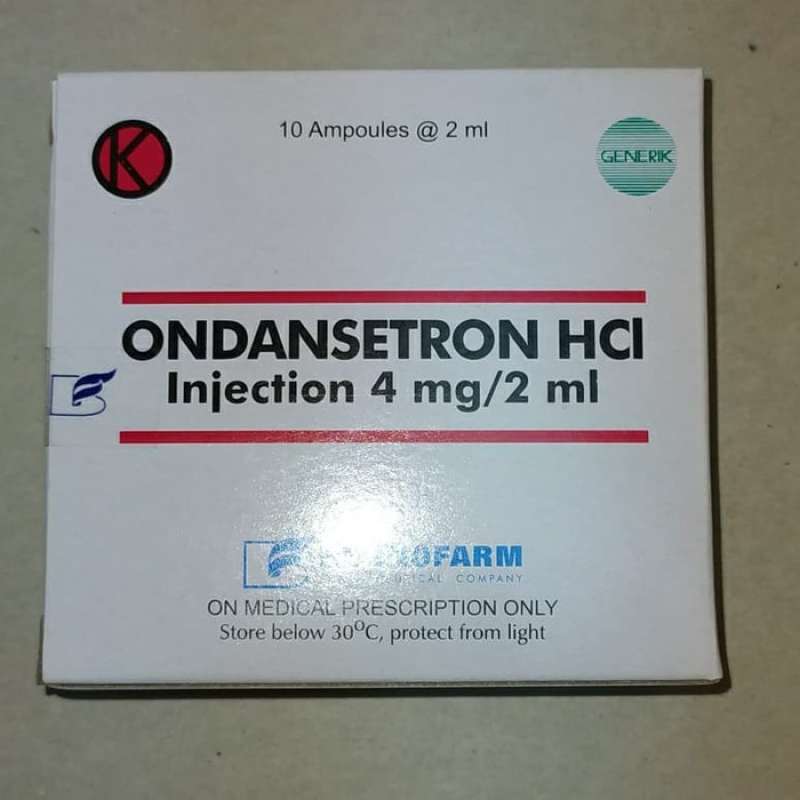 K
10 Ampoules @ 2 ml
GENERIK
ONDANSETRON HCl
Injection 4 mg/2 ml
COMPANY
ON MEDICAL PRESCRIPTION ONLY
Store below 30°C, protect from light